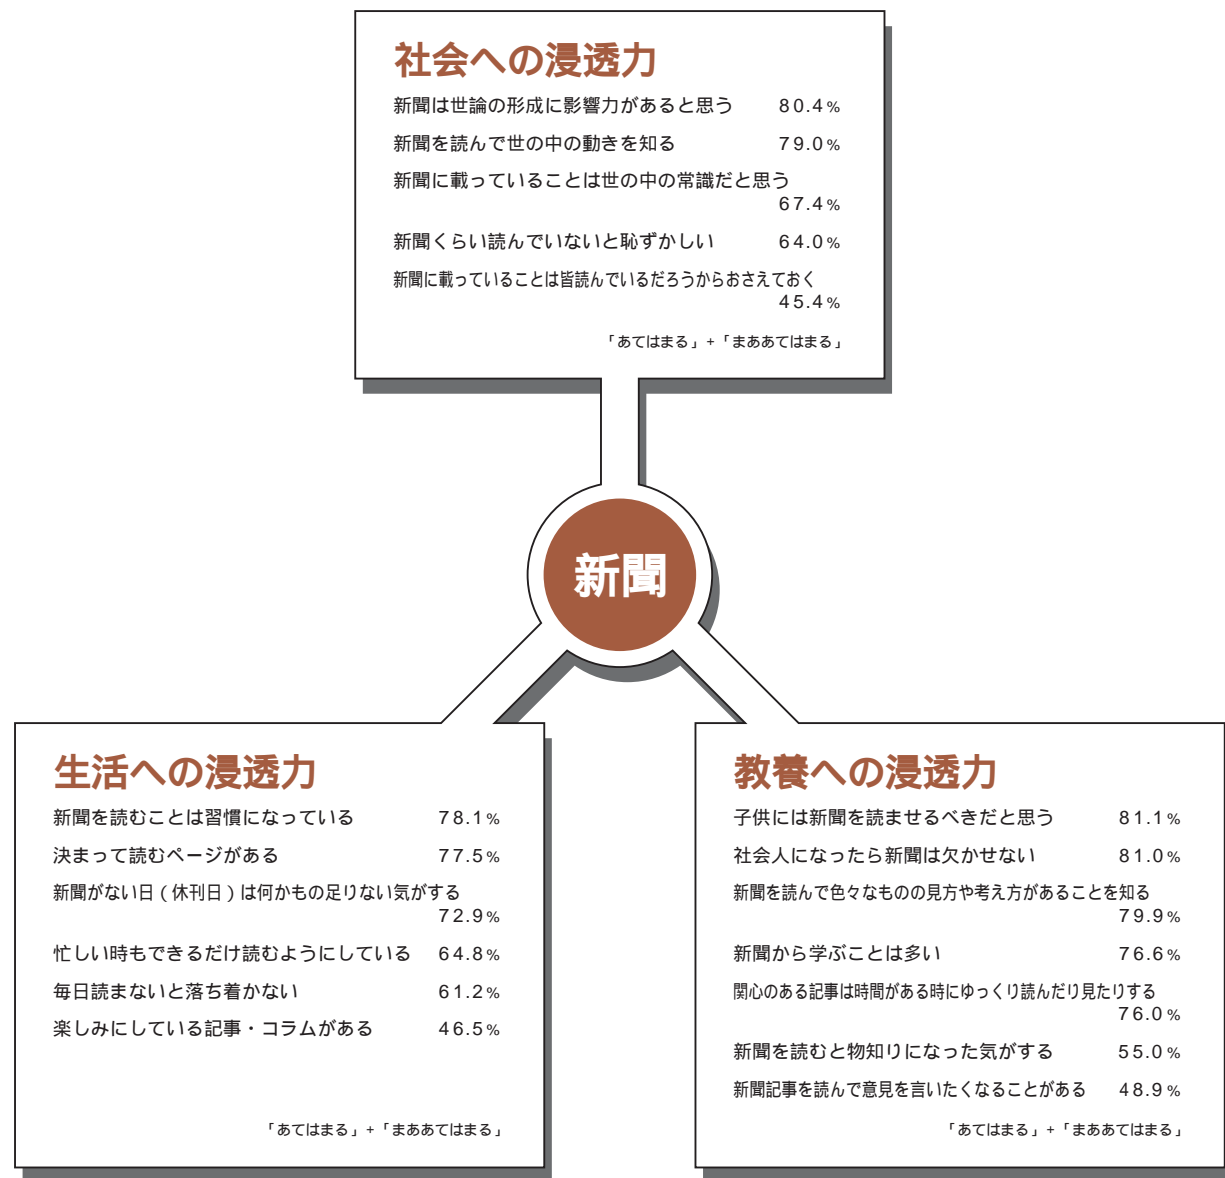 社会への浸透力
新聞は世論の形成に影響力があると思う 80.4%
新聞を読んで世の中の動きを知る 79.0%
新聞に載っていることは世の中の常識だと思う
67.4%
新聞くらい読んでいないと恥ずかしい 64.0%
新聞に載っていることは皆読んでいるだろうからおさえておく
45.4%
「あてはまる」+「まああてはまる」
新聞
生活への浸透力
新聞を読むことは習慣になっている 78.1%
決まって読むページがある 77.5%
新聞がない日(休刊日)は何かもの足りない気がする
72.9%
忙しい時もできるだけ読むようにしている 64.8%
毎日読まないと落ち着かない 61.2%
楽しみにしている記事・コラムがある 46.5%
「あてはまる」+「まああてはまる」
教養への浸透力
子供には新聞を読ませるべきだと思う 81.1%
社会人になったら新聞は欠かせない 81.0%
新聞を読んで色々なものの見方や考え方があることを知る
79.9%
新聞から学ぶことは多い 76.6%
関心のある記事は時間がある時にゆっくり読んだり見たりする
76.0%
新聞を読むと物知りになった気がする 55.0%
新聞記事を読んで意見を言いたくなることがある 48.9%
「あてはまる」+「まああてはまる」